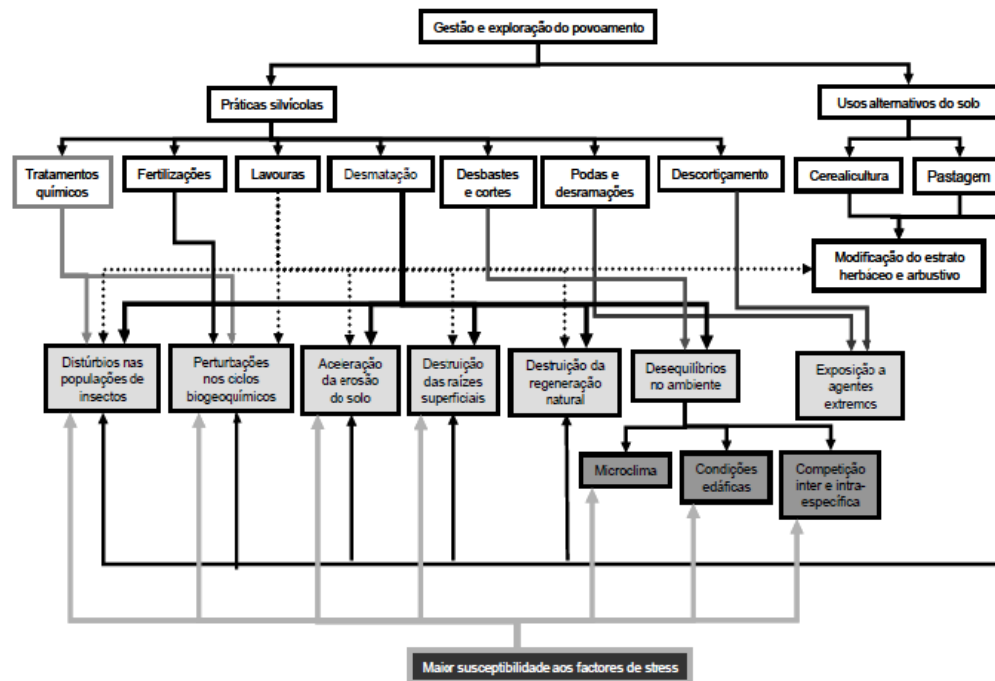 Gestão e exploração do povoamento
Práticas silvícolas
Usos alternativos do solo
Tratamentos
químicos
Fertilizações
Lavouras
Desmatação
Desbastes
e cortes
Podas e
desramações
Descortiçamento
Cerealicultura
Pastagem
Modificação do estrato
herbáceo e arbustivo
Distúrbios nas
populações de
insectos
Perturbações
nos ciclos
biogeoquímicos
Aceleração
da erosão
do solo
Destruição
das raízes
superficiais
Destruição da
regeneração
natural
Desequilíbrios
no ambiente
Exposição a
agentes
extremos
Microclima
Condições
edáficas
Competição
inter e intra-
específica
Maior susceptibilidade aos factores de stress